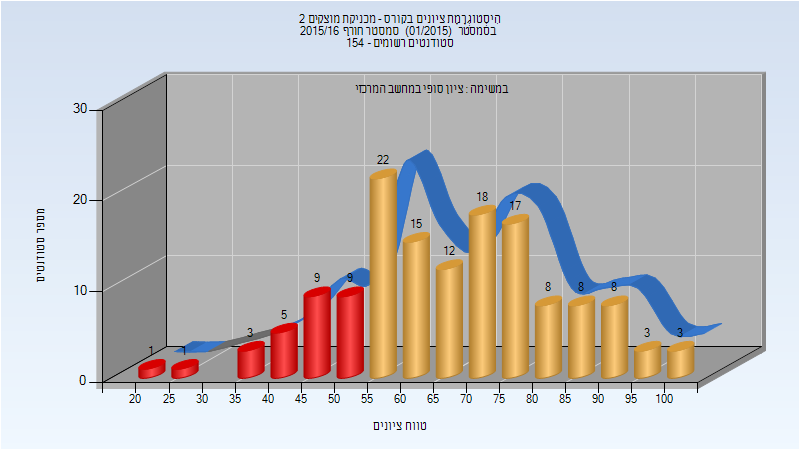 היסטוגרמת ציונים בקורס - מכניקת מוצקים 2
בסמסטר (01/2015) סמסטר חורף 2015/16
סטודנטים רשומים - 154
במשימה : ציון סופי במחשב המרכזי
מספר סטודנטים
30
20
10
0
1 1 3 5 9 9 22 15 12 18 17 8 8 8 3 3
20 25 30 35 40 45 50 55 60 65 70 75 80 85 90 95 100
טווח ציונים